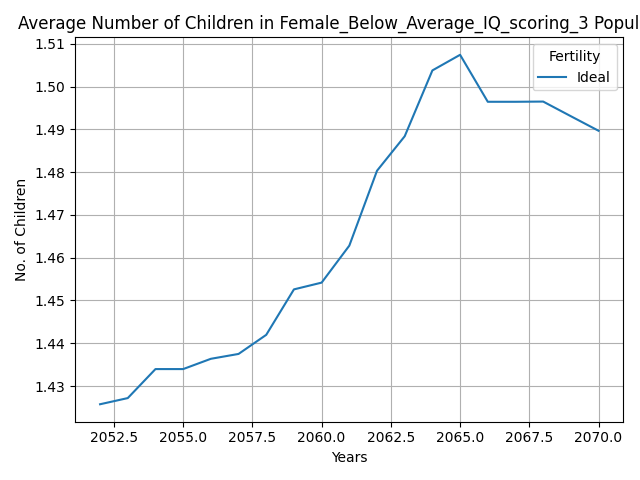 Average Number of Children in Female_Below_Average_IQ_scoring_3 Popul
1.51
1.50
1.49
1.48
1.47
1.46
1.45
1.44
1.43
No. of Children
Fertility
Ideal
2052.5 2055.0 2057.5 2060.0 2062.5 2065.0 2067.5 2070.0
Years